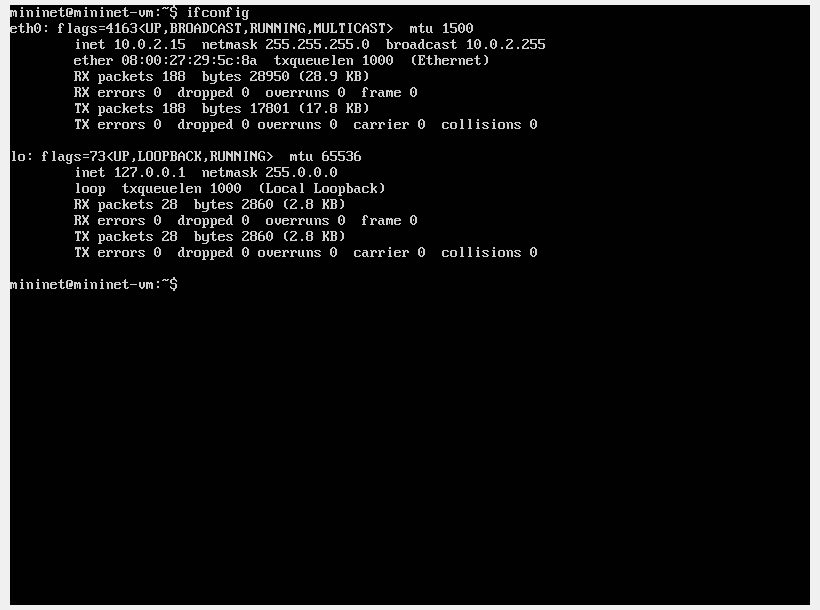 mininet@mininet-vm:~$ ifconfig
eth0: flags=4163<UP,BROADCAST,RUNNING,MULTICAST>  mtu 1500
        inet 10.0.2.15  netmask 255.255.255.0  broadcast 10.0.2.255
        ether 08:00:27:29:5c:8a  txqueuelen 1000  (Ethernet)
        RX packets 188  bytes 28950 (28.9 KB)
        RX errors 0  dropped 0  overruns 0  frame 0
        TX packets 188  bytes 17801 (17.8 KB)
        TX errors 0  dropped 0 overruns 0  carrier 0  collisions 0

lo: flags=73<UP,LOOPBACK,RUNNING>  mtu 65536
        inet 127.0.0.1  netmask 255.0.0.0
        loop  txqueuelen 1000  (Local Loopback)
        RX packets 28  bytes 2860 (2.8 KB)
        RX errors 0  dropped 0  overruns 0  frame 0
        TX packets 28  bytes 2860 (2.8 KB)
        TX errors 0  dropped 0 overruns 0  carrier 0  collisions 0

mininet@mininet-vm:~$